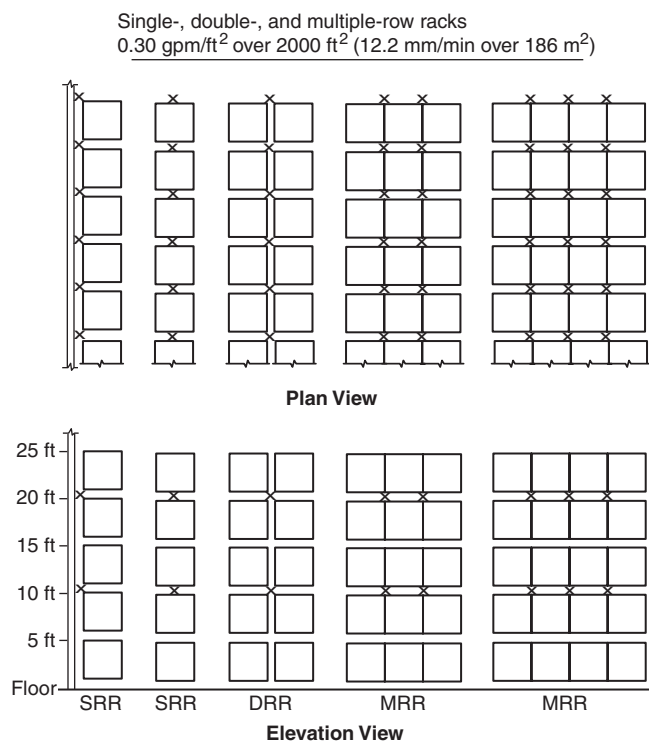 Single-, double-, and multiple-row racks
0.30 gpm/ft² over 2000 ft² (12.2 mm/min over 186 m²)
Plan View
25 ft
20 ft
15 ft
10 ft
5 ft
Floor
SRR SRR DRR MRR MRR
Elevation View